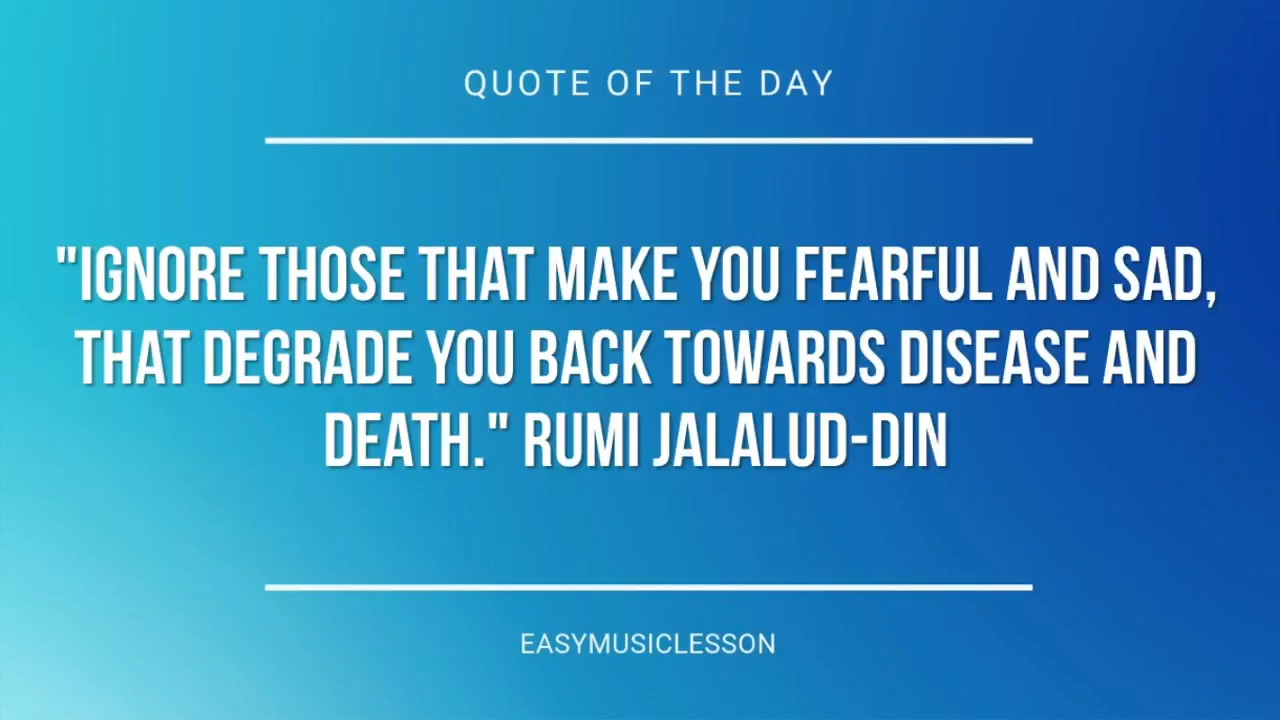 QUOTE OF THE DAY
"IGNORE THOSE THAT MAKE YOU FEARFUL AND SAD,
THAT DEGRADE YOU BACK TOWARDS DISEASE AND
DEATH." RUMI JALALUD-DIN
EASYMUSICLESSON